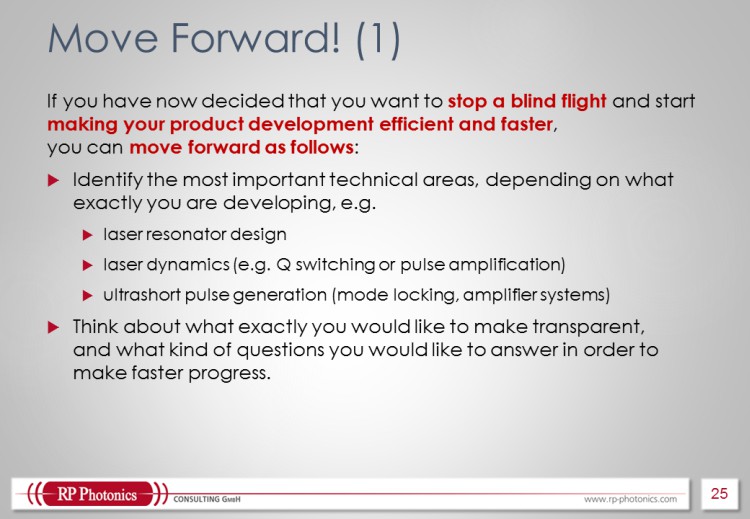 Move Forward! (1)
If you have now decided that you want to stop a blind flight and start
making your product development efficient and faster,
you can move forward as follows:
Identify the most important technical areas, depending on what
exactly you are developing, e.g.
laser resonator design
laser dynamics (e.g. Q switching or pulse amplification)
ultrashort pulse generation (mode locking, amplifier systems)
Think about what exactly you would like to make transparent,
and what kind of questions you would like to answer in order to
make faster progress.
RP Photonics CONSULTING GmbH www.rp-photonics.com 25